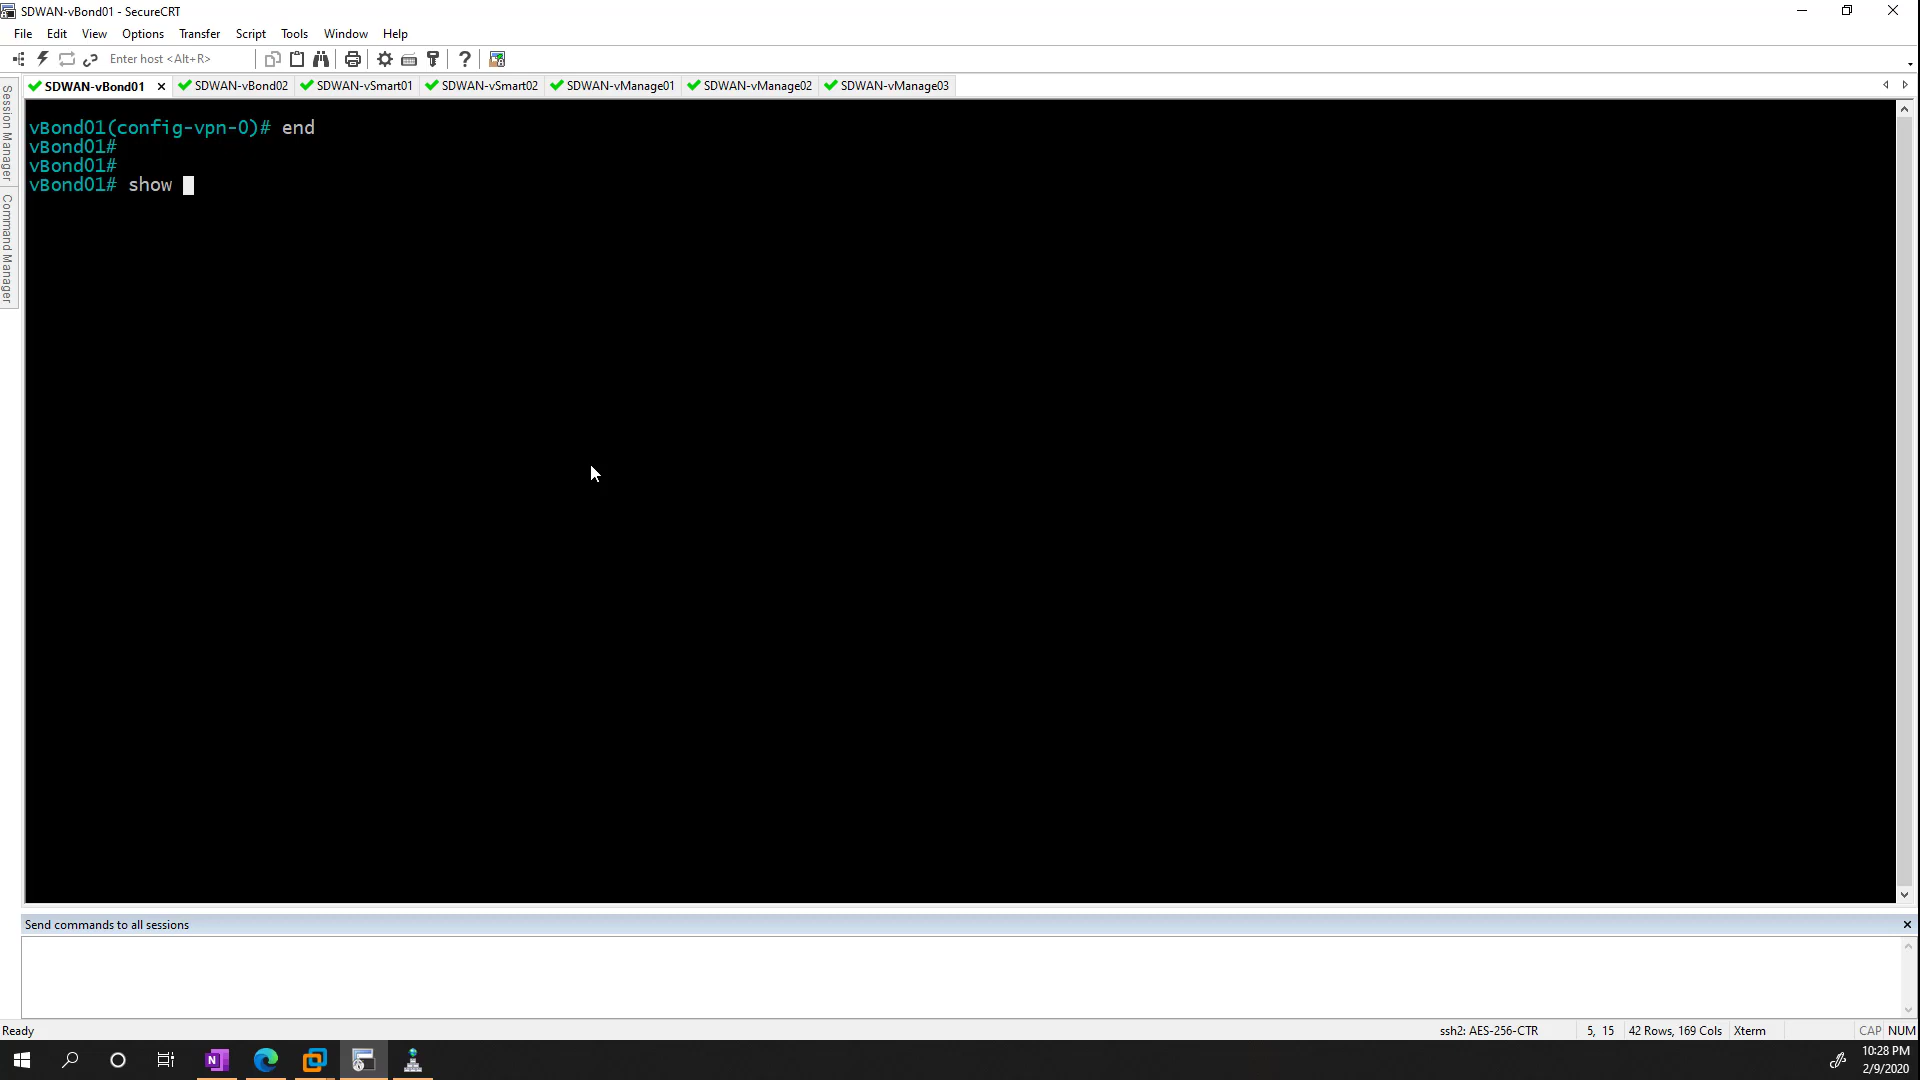 SDWAN-vBond01 - SecureCRT
File Edit View Options Transfer Script Tools Window Help
Enter host <Alt+R>
SDWAN-vBond01 SDWAN-vBond02 SDWAN-vSmart01 SDWAN-vSmart02 SDWAN-vManage01 SDWAN-vManage02 SDWAN-vManage03
Session Manager
Command Manager
vBond01(config-vpn-0)# end
vBond01#
vBond01#
vBond01# show
Send commands to all sessions
Ready ssh2: AES-256-CTR 5, 15 42 Rows, 169 Cols Xterm CAP NUM
10:28 PM
2/9/2020